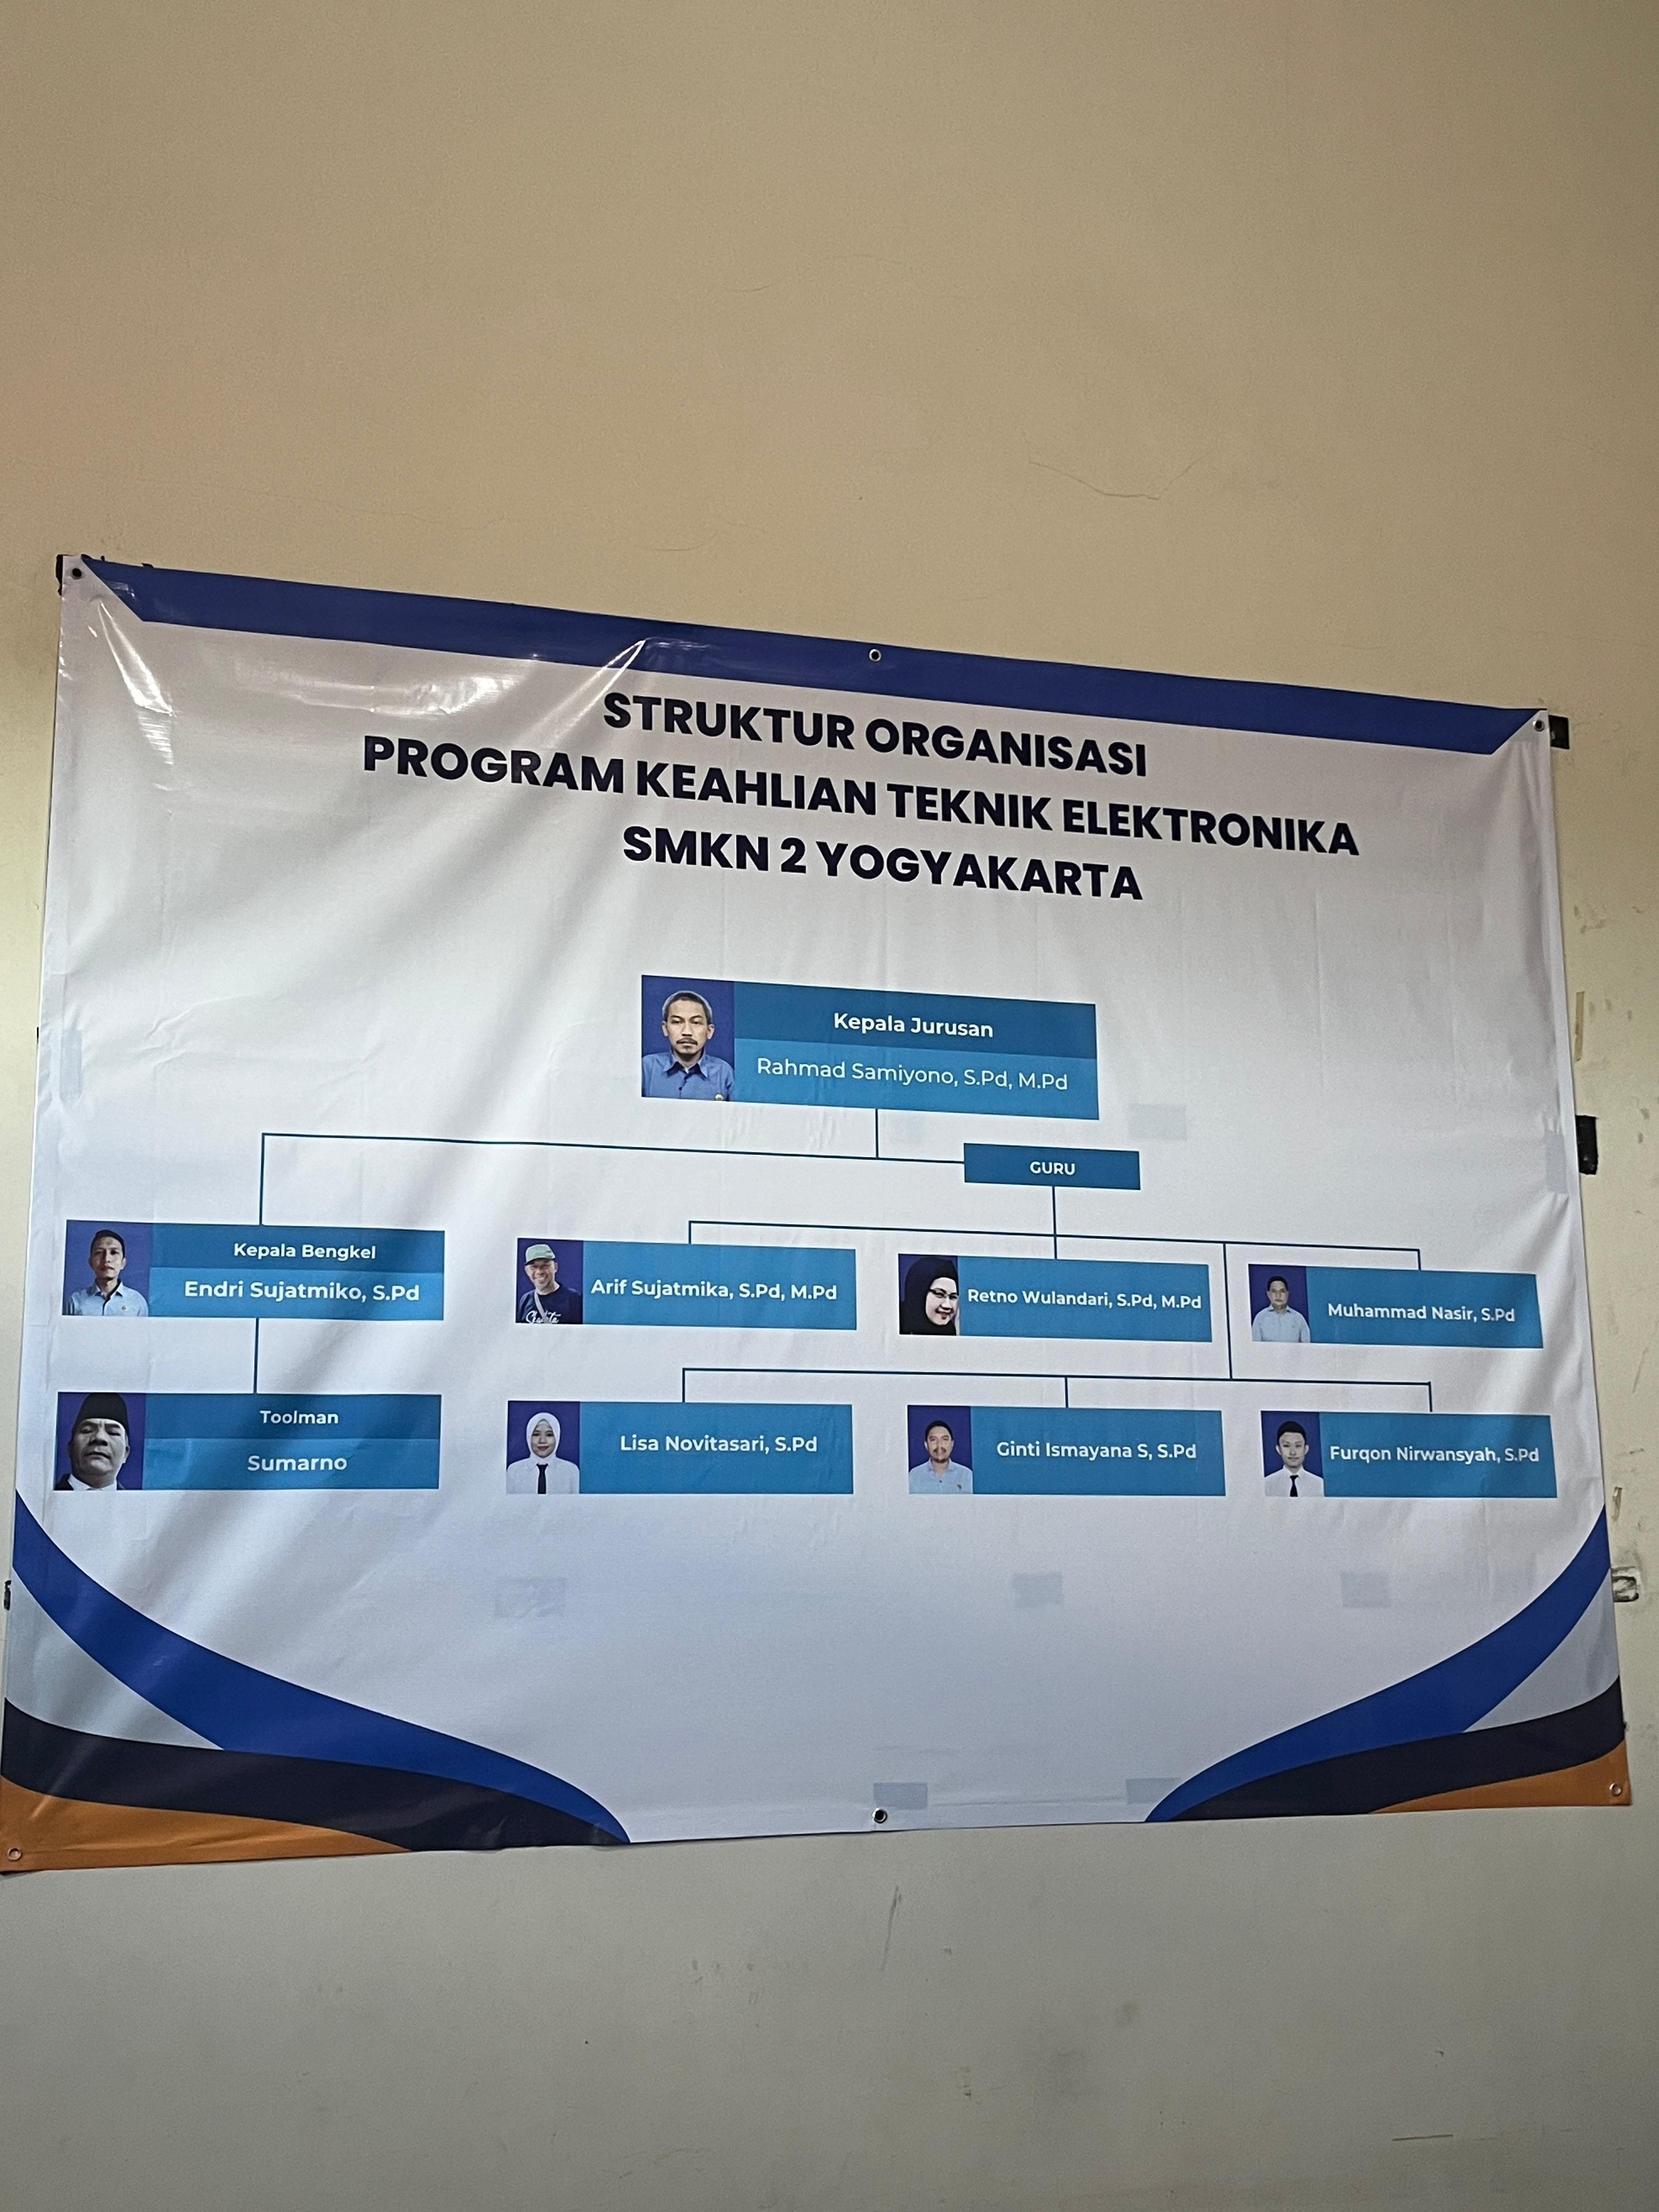 STRUKTUR ORGANISASI
PROGRAM KEAHLIAN TEKNIK ELEKTRONIKA
SMKN 2 YOGYAKARTA
Kepala Jurusan
Rahmad Samiyono, S.Pd, M.Pd
GURU
Kepala Bengkel
Endri Sujatmiko, S.Pd
Arif Sujatmika, S.Pd, M.Pd
Retno Wulandari, S.Pd, M.Pd
Muhammad Nasir, S.Pd
Toolman
Sumarno
Lisa Novitasari, S.Pd
Ginti Ismayana S, S.Pd
Furqon Nirwansyah, S.Pd